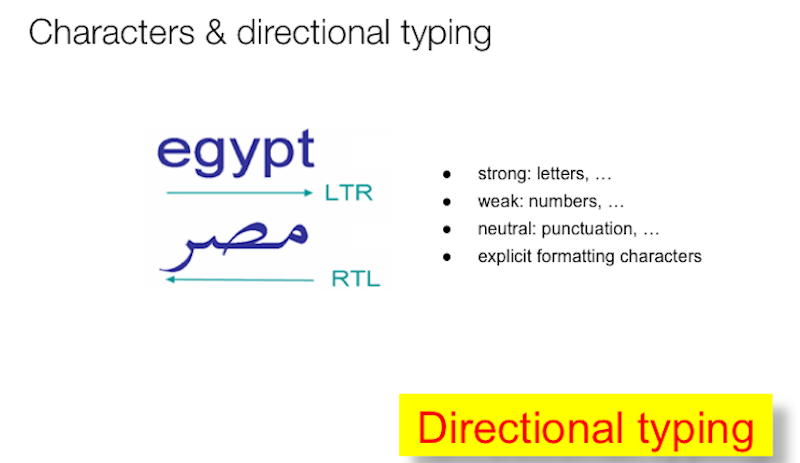 Characters & directional typing
egypt
LTR
مصر
RTL
● strong: letters, …
● weak: numbers, …
● neutral: punctuation, …
● explicit formatting characters
Directional typing